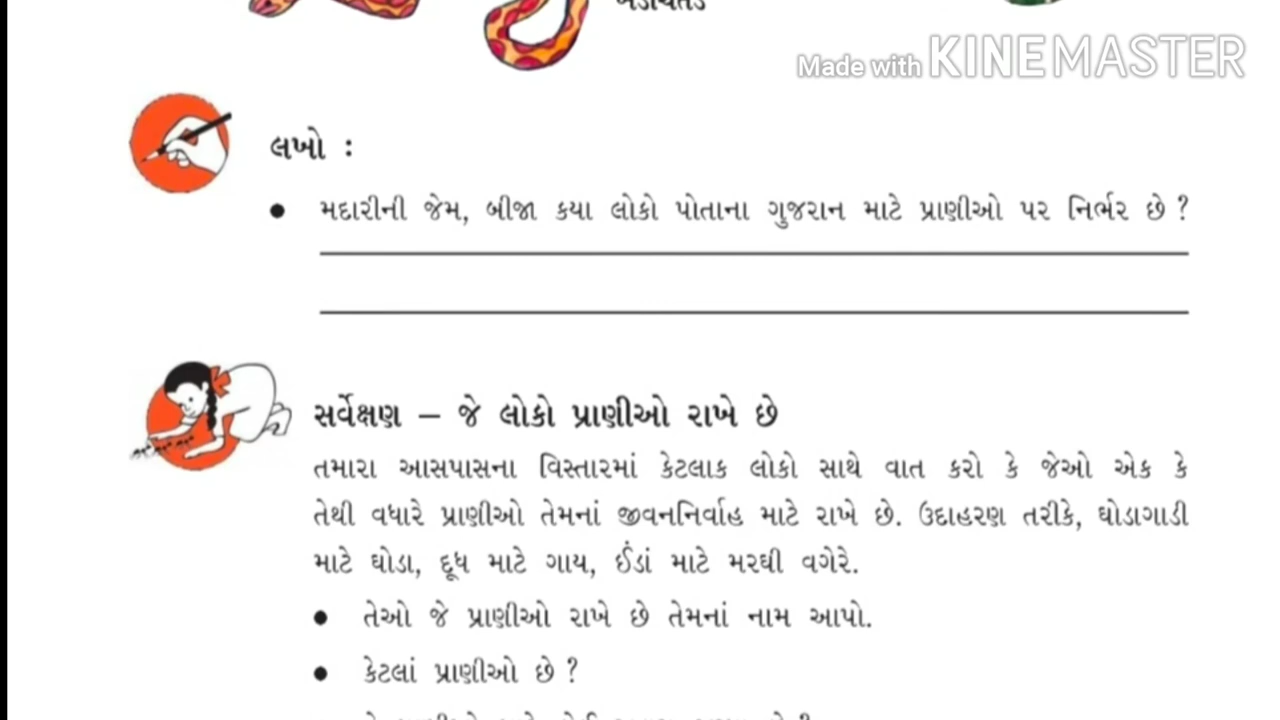 Made with KINEMASTER
લખો :
● મદારીની જેમ, બીજા કયા લોકો પોતાના ગુજરાન માટે પ્રાણીઓ પર નિર્ભર છે ?
સર્વેક્ષણ – જે લોકો પ્રાણીઓ રાખે છે
તમારા આસપાસના વિસ્તારમાં કેટલાક લોકો સાથે વાત કરો કે જેઓ એક કે
તેથી વધારે પ્રાણીઓ તેમનાં જીવનનિર્વાહ માટે રાખે છે. ઉદાહરણ તરીકે, ઘોડાગાડી
માટે ઘોડા, દૂધ માટે ગાય, ઈંડાં માટે મરઘી વગેરે.
● તેઓ જે પ્રાણીઓ રાખે છે તેમનાં નામ આપો.
● કેટલાં પ્રાણીઓ છે ?